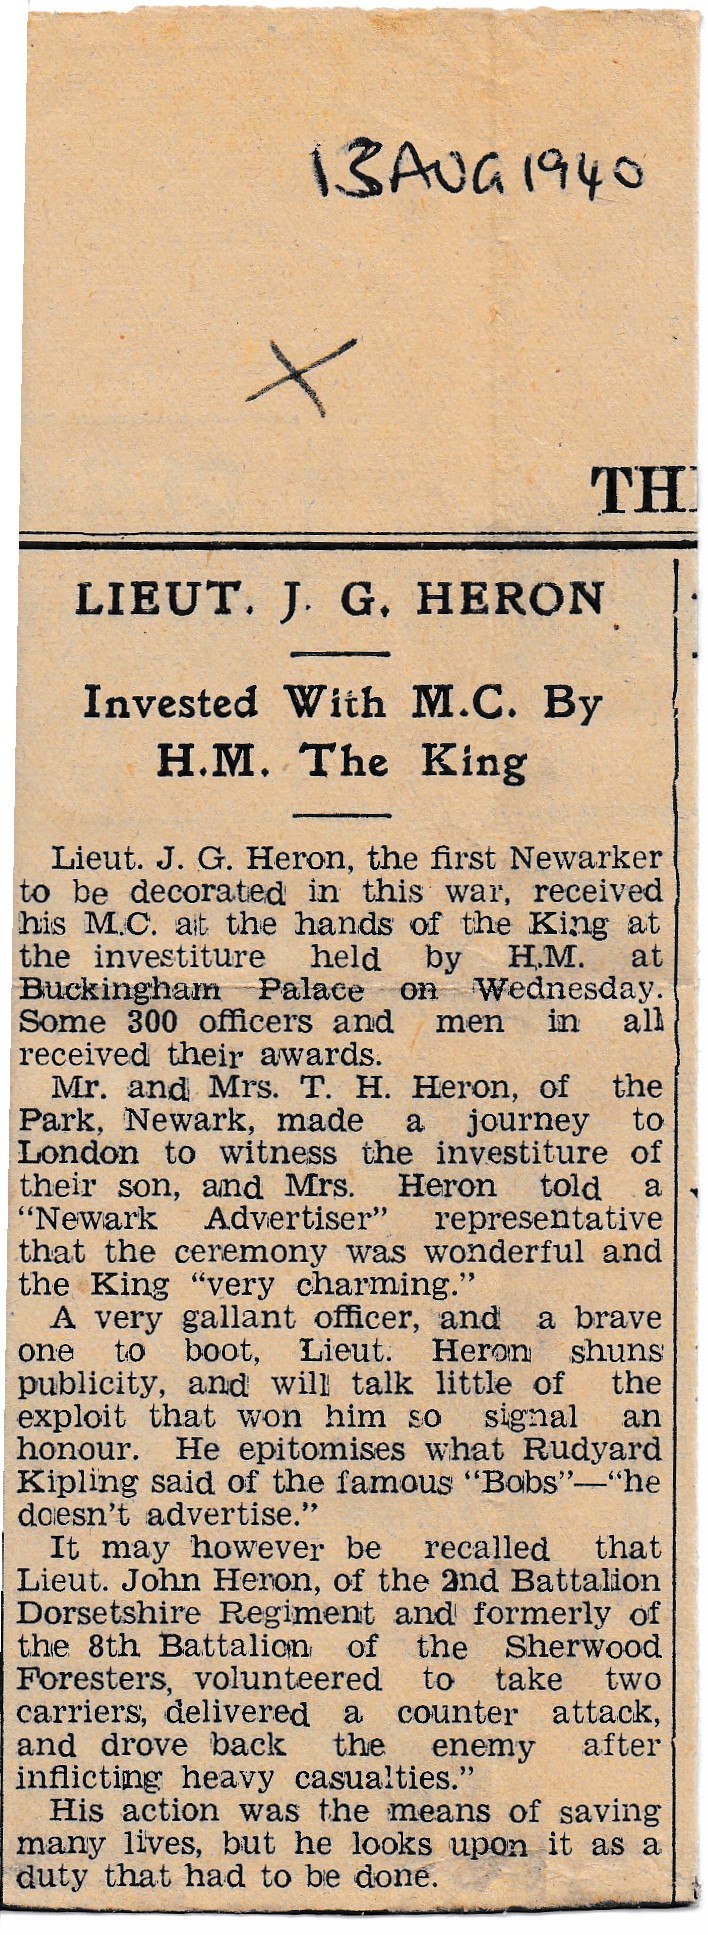 13 AUG 1940
TH
LIEUT. J. G. HERON
Invested With M.C. By
H.M. The King
Lieut. J. G. Heron, the first Newarker
to be decorated in this war, received
his M.C. at the hands of the King at
the investiture held by H.M. at
Buckingham Palace on Wednesday.
Some 300 officers and men in all
received their awards.
Mr. and Mrs. T. H. Heron, of the
Park, Newark, made a journey to
London to witness the investiture of
their son, and Mrs. Heron told a
“Newark Advertiser” representative
that the ceremony was wonderful and
the King “very charming.”
A very gallant officer, and a brave
one to boot, Lieut. Heron shuns
publicity, and will talk little of the
exploit that won him so signal an
honour. He epitomises what Rudyard
Kipling said of the famous “Bobs”—“he
doesn't advertise.”
It may however be recalled that
Lieut. John Heron, of the 2nd Battalion
Dorsetshire Regiment and formerly of
the 8th Battalion of the Sherwood
Foresters, volunteered to take two
carriers, delivered a counter attack,
and drove back the enemy after
inflicting heavy casualties.”
His action was the means of saving
many lives, but he looks upon it as a
duty that had to be done.